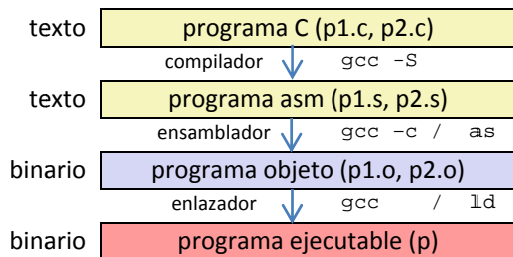 texto programa C (p1.c, p2.c)
compilador gcc -S
texto programa asm (p1.s, p2.s)
ensamblador gcc -c / as
binario programa objeto (p1.o, p2.o)
enlazador gcc / ld
binario programa ejecutable (p)